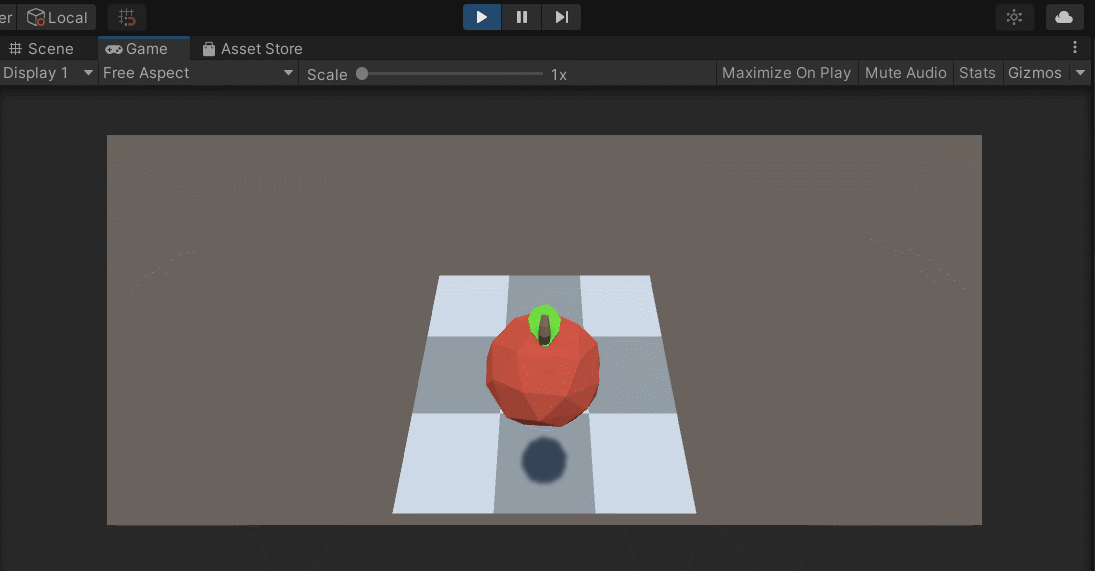 er Local
Scene Game Asset Store
Display 1 Free Aspect Scale 1x Maximize On Play Mute Audio Stats Gizmos